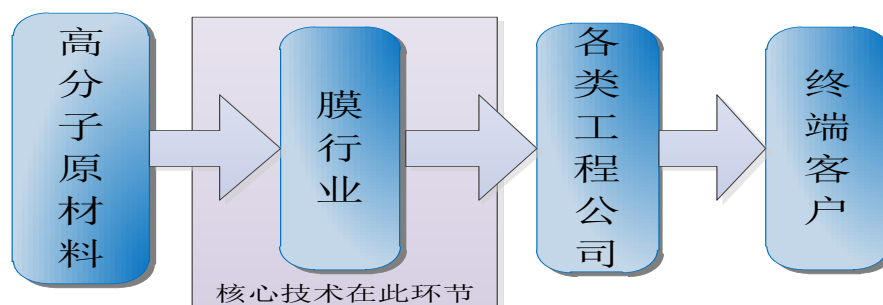 高分子原材料
膜行业
各类工程公司
终端客户
核心技术在此环节